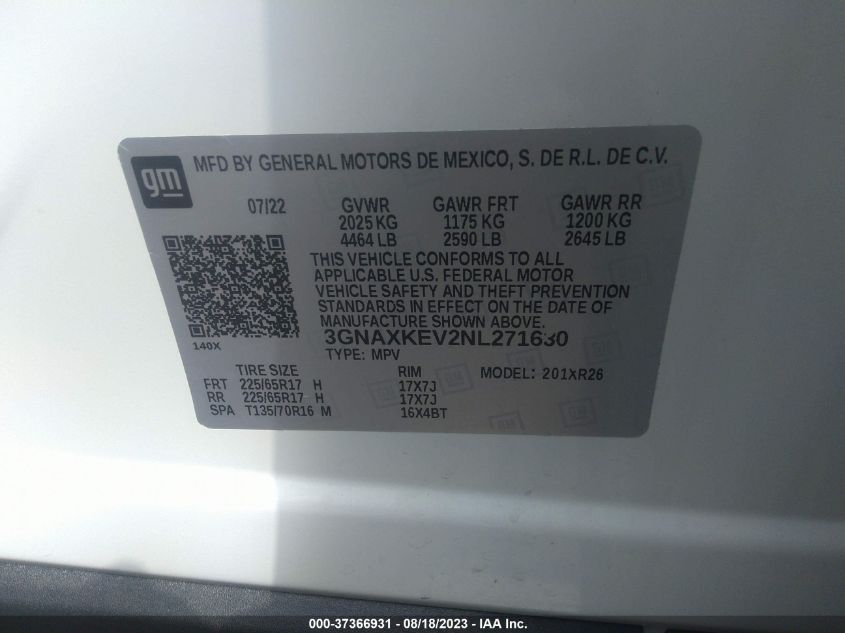 gm
MFD BY GENERAL MOTORS DE MEXICO, S. DE R.L. DE C.V.
07/22 GVWR GAWR FRT GAWR RR
2025 KG 1175 KG 1200 KG
4464 LB 2590 LB 2645 LB
THIS VEHICLE CONFORMS TO ALL
APPLICABLE U.S. FEDERAL MOTOR
VEHICLE SAFETY AND THEFT PREVENTION
STANDARDS IN EFFECT ON THE DATE OF
MANUFACTURE SHOWN ABOVE.
140X
3GNAXKEV2NL271630
TYPE: MPV
TIRE SIZE RIM MODEL: 201XR26
FRT 225/65R17 H 17X7J
RR 225/65R17 H 17X7J
SPA T135/70R16 M 16X4BT
000-37366931 - 08/18/2023 - IAAI.com